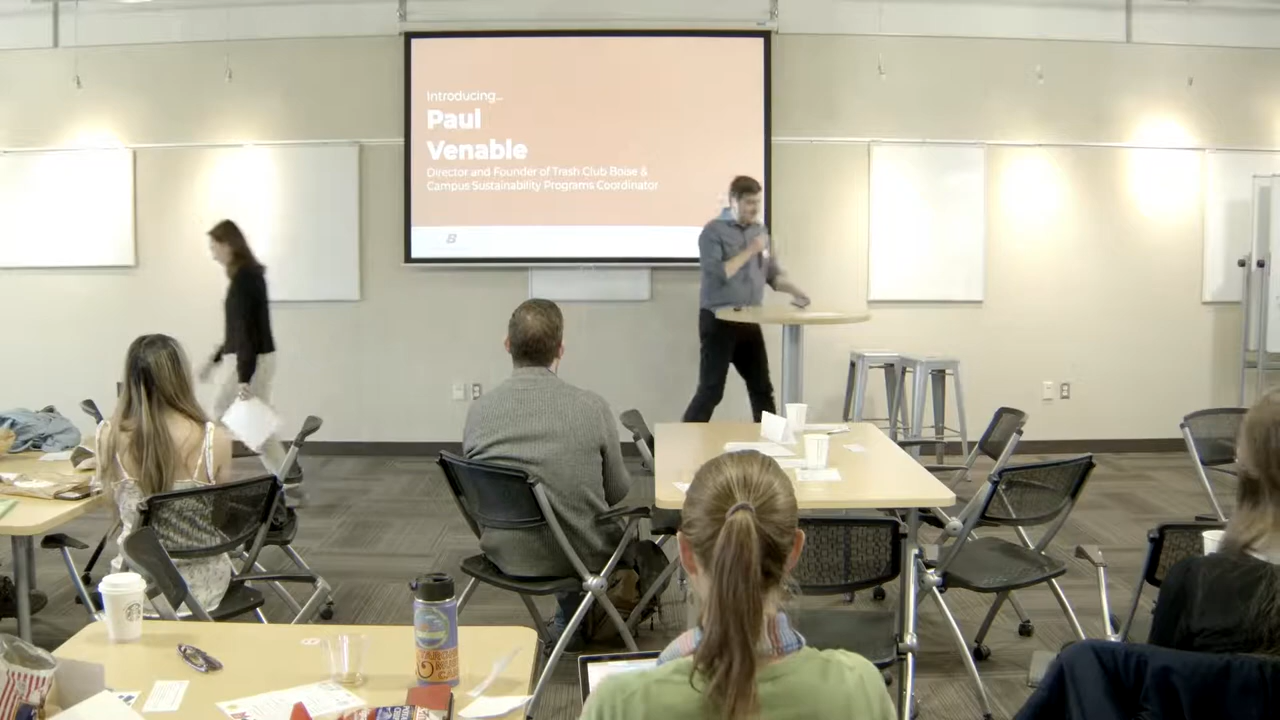 Introducing...
Paul
Venable
Director and Founder of Trash Club Boise &
Campus Sustainability Programs Coordinator
B